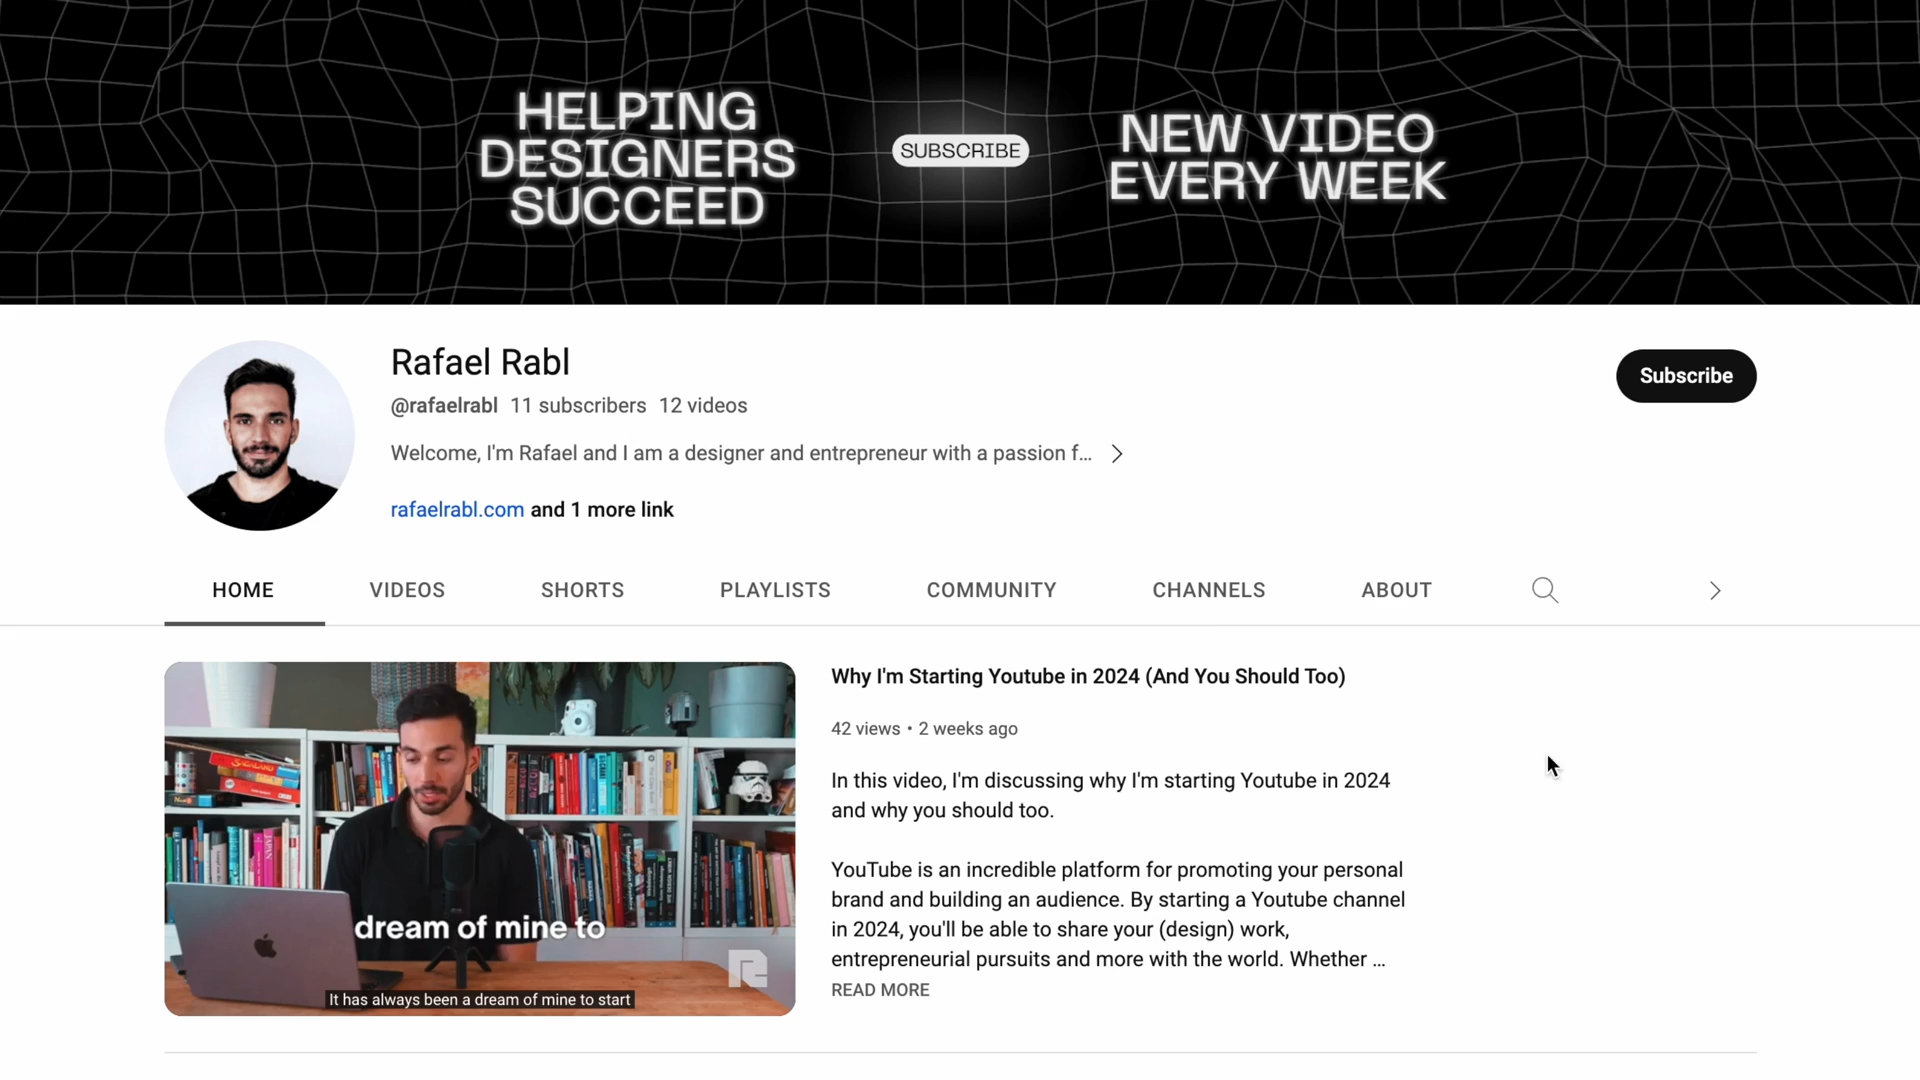 HELPING
DESIGNERS
SUCCEED
SUBSCRIBE
NEW VIDEO
EVERY WEEK
Rafael Rabl
@rafaelrabl 11 subscribers 12 videos
Welcome, I'm Rafael and I am a designer and entrepreneur with a passion f...
rafaelrabl.com and 1 more link
Subscribe
HOME VIDEOS SHORTS PLAYLISTS COMMUNITY CHANNELS ABOUT
SAGALAND
JAPAN
dream of mine to
It has always been a dream of mine to start
Why I'm Starting Youtube in 2024 (And You Should Too)
42 views • 2 weeks ago
In this video, I'm discussing why I'm starting Youtube in 2024
and why you should too.
YouTube is an incredible platform for promoting your personal
brand and building an audience. By starting a Youtube channel
in 2024, you'll be able to share your (design) work,
entrepreneurial pursuits and more with the world. Whether ...
READ MORE